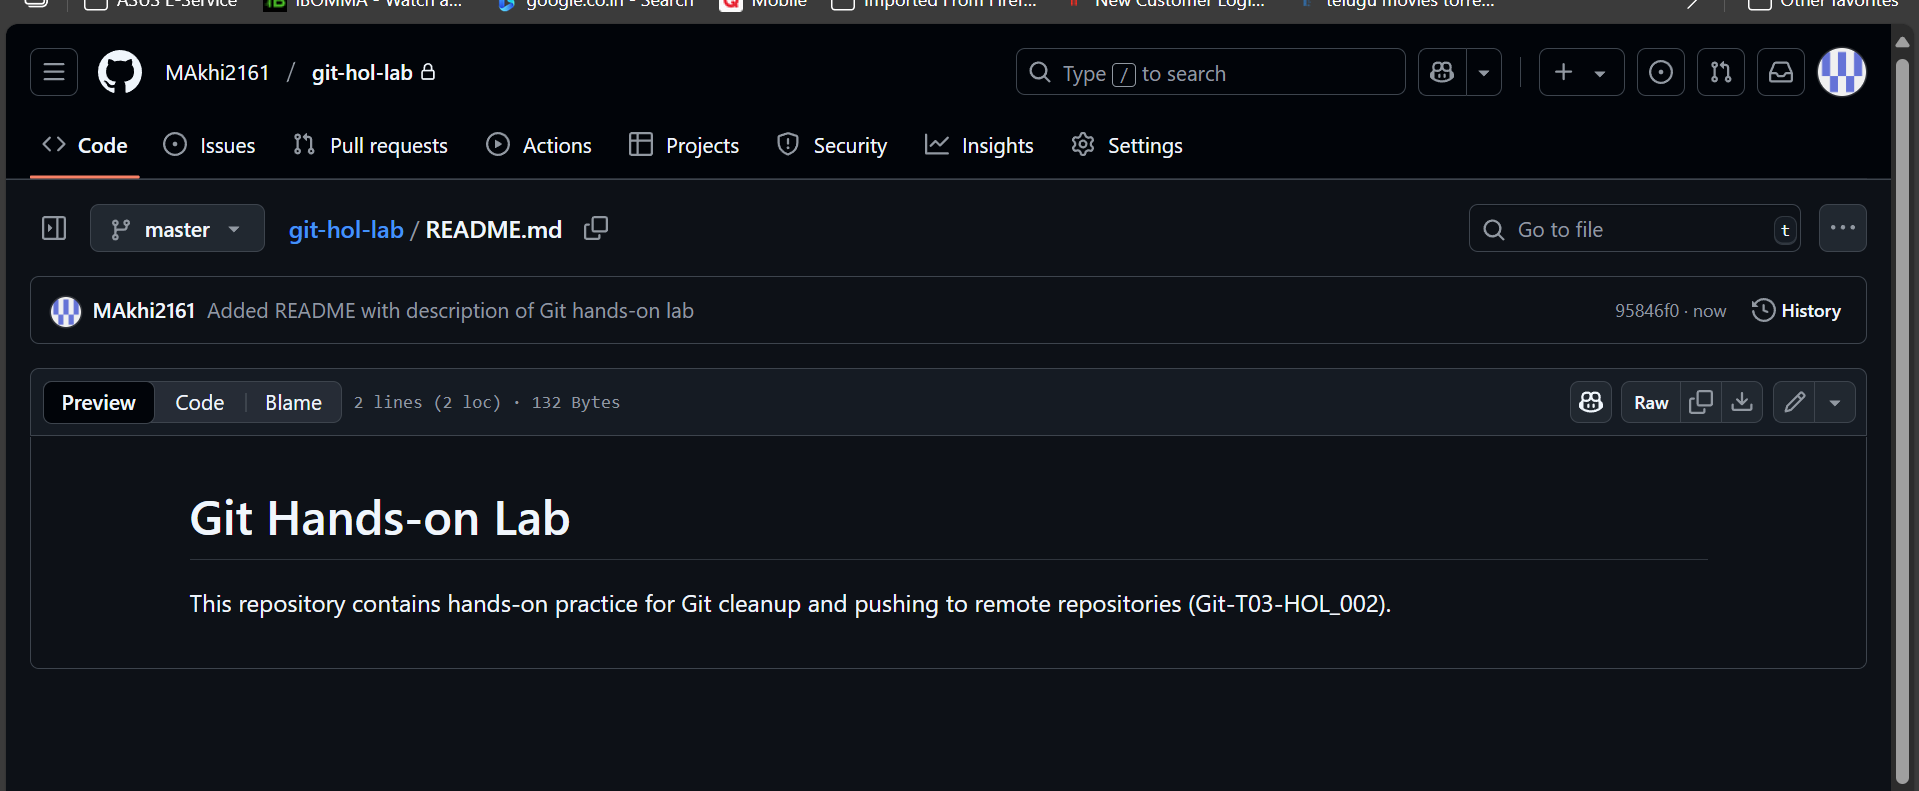 ASUS E-Service
iBOMMA - Watch a...
google.co.in - Search
Mobile
Imported From Firef...
New Customer Logi...
telugu movies torre...
Other favorites
MAkhi2161 / git-hol-lab
Type / to search
Code
Issues
Pull requests
Actions
Projects
Security
Insights
Settings
master
git-hol-lab / README.md
Go to file
t
MAkhi2161 Added README with description of Git hands-on lab
95846f0 · now
History
Preview
Code
Blame
2 lines (2 loc) · 132 Bytes
Raw
Git Hands-on Lab
This repository contains hands-on practice for Git cleanup and pushing to remote repositories (Git-T03-HOL_002).